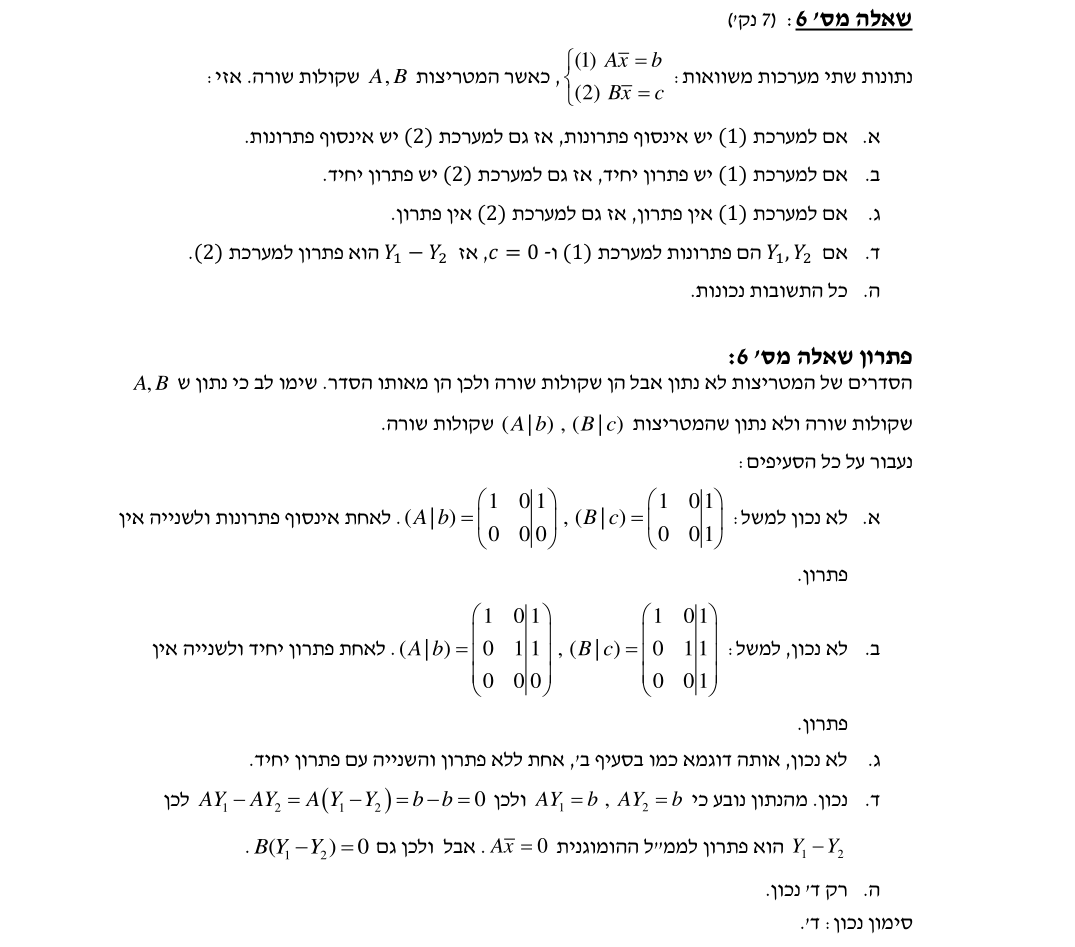 שאלה מס׳ 6: (7 נק׳)
נתונות שתי מערכות משוואות: { (1) Ax̅ = b (2) Bx̅ = c , כאשר המטריצות A, B שקולות שורה. אזי:
א. אם למערכת (1) יש אינסוף פתרונות, אז גם למערכת (2) יש אינסוף פתרונות.
ב. אם למערכת (1) יש פתרון יחיד, אז גם למערכת (2) יש פתרון יחיד.
ג. אם למערכת (1) אין פתרון, אז גם למערכת (2) אין פתרון.
ד. אם Y₁, Y₂ הם פתרונות למערכת (1) ו- c = 0, אז Y₁ − Y₂ הוא פתרון למערכת (2).
ה. כל התשובות נכונות.
פתרון שאלה מס׳ 6:
הסדרים של המטריצות לא נתון אבל הן שקולות שורה ולכן הן מאותו הסדר. שימו לב כי נתון ש A, B
שקולות שורה ולא נתון שהמטריצות (A|b) , (B|c) שקולות שורה.
נעבור על כל הסעיפים:
א. לא נכון למשל: (A|b) = (1 0|1 0 0|0) , (B|c) = (1 0|1 0 0|1). לאחת אינסוף פתרונות ולשנייה אין
פתרון.
ב. לא נכון, למשל: (A|b) = (1 0|1 0 1|1 0 0|0) , (B|c) = (1 0|1 0 1|1 0 0|1). לאחת פתרון יחיד ולשנייה אין
פתרון.
ג. לא נכון, אותה דוגמא כמו בסעיף ב׳, אחת ללא פתרון והשנייה עם פתרון יחיד.
ד. נכון. מהנתון נובע כי AY₁ = b , AY₂ = b ולכן AY₁ − AY₂ = A(Y₁ − Y₂) = b − b = 0 לכן
Y₁ − Y₂ הוא פתרון לממ״ל ההומוגנית Ax̅ = 0. אבל ולכן גם B(Y₁ − Y₂) = 0.
ה. רק ד׳ נכון.
סימון נכון: ד׳.